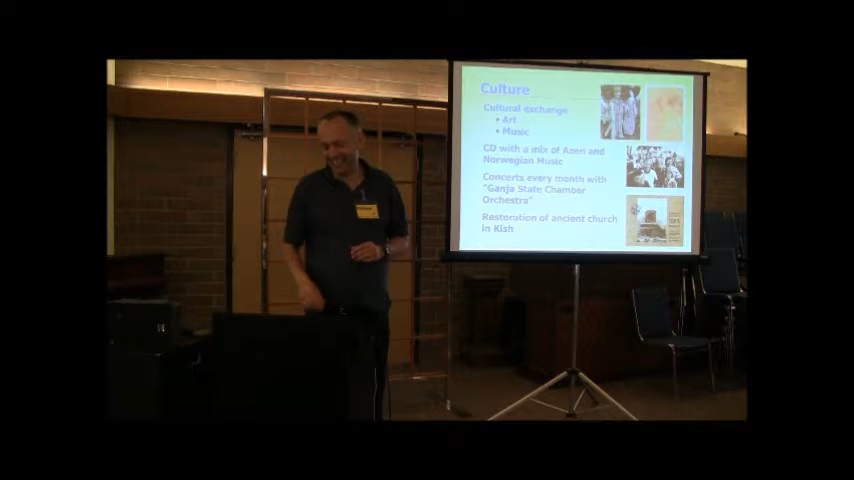 Culture
Cultural exchange
• Art
• Music
CD with a mix of Azeri and
Norwegian Music
Concerts every month with
"Ganja State Chamber
Orchestra"
Restoration of ancient church
in Kish